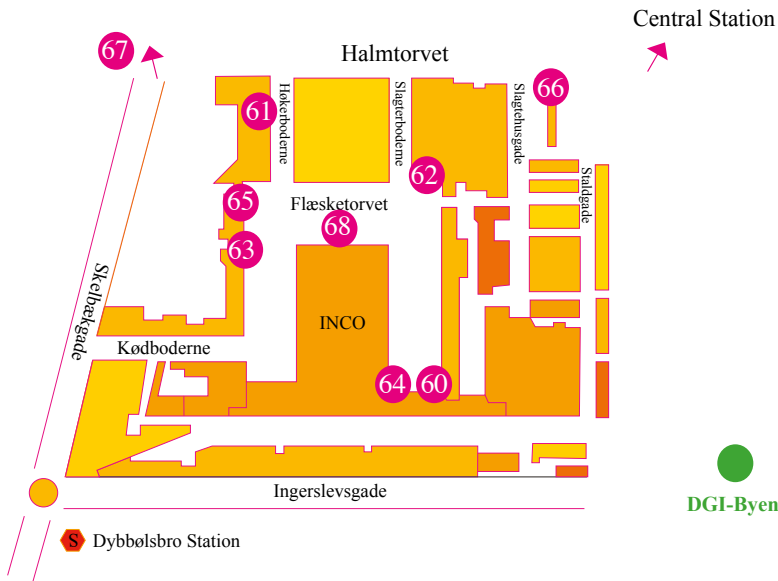 Central Station
67
Halmtorvet
66
61
Høkerboderne
Slagterboderne
Slagtehusgade
62
Staldgade
65
Flæsketorvet
68
63
Skelbækgade
INCO
Kødboderne
64
60
Ingerslevsgade
DGI-Byen
S
Dybbølsbro Station